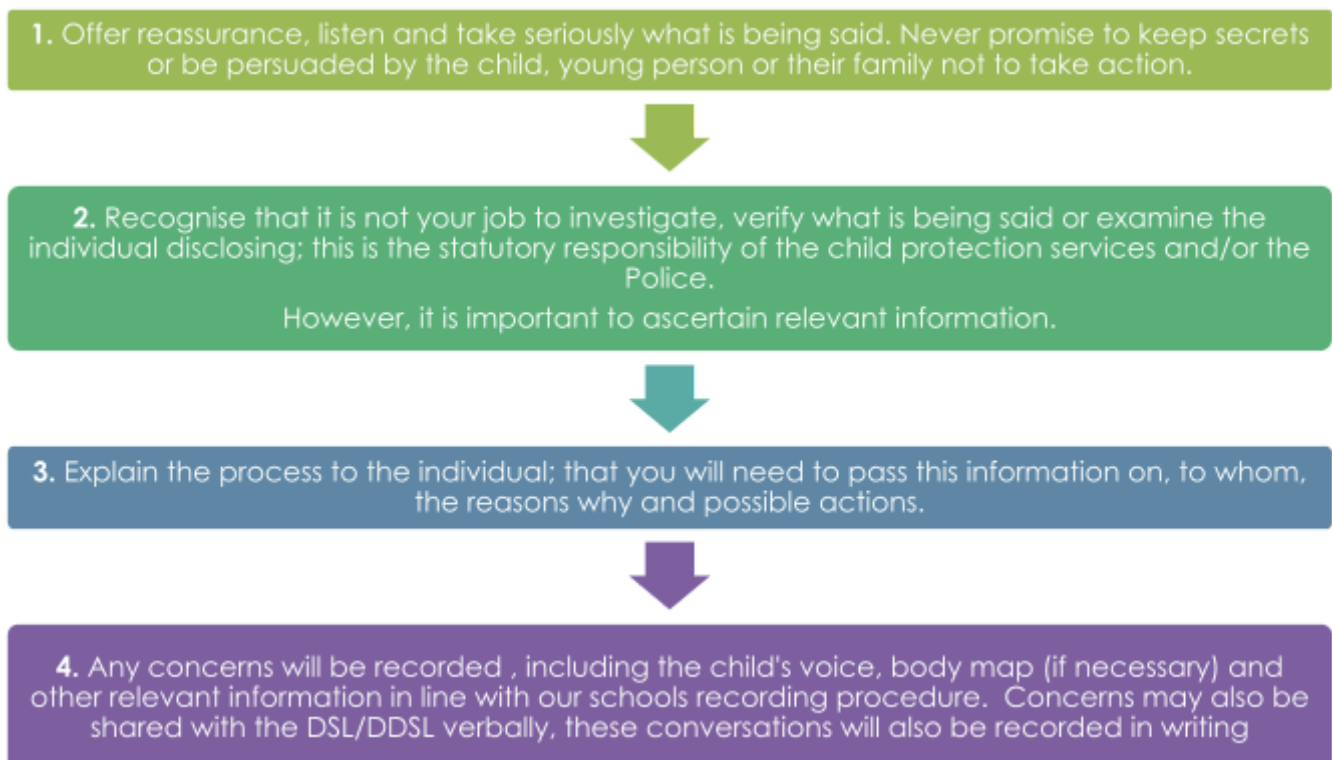 1. Offer reassurance, listen and take seriously what is being said. Never promise to keep secrets
or be persuaded by the child, young person or their family not to take action.
2. Recognise that it is not your job to investigate, verify what is being said or examine the
individual disclosing; this is the statutory responsibility of the child protection services and/or the
Police.
However, it is important to ascertain relevant information.
3. Explain the process to the individual; that you will need to pass this information on, to whom,
the reasons why and possible actions.
4. Any concerns will be recorded , including the child's voice, body map (if necessary) and
other relevant information in line with our schools recording procedure.  Concerns may also be
shared with the DSL/DDSL verbally, these conversations will also be recorded in writing